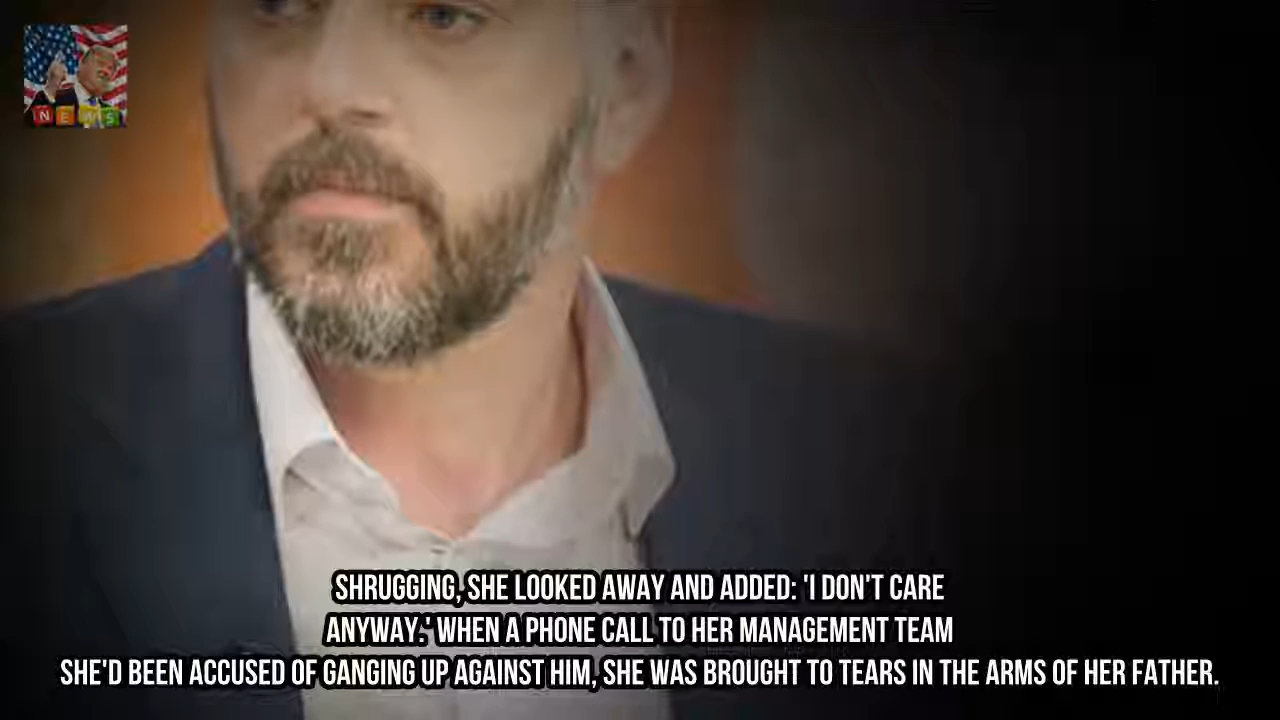 NEWS
SHRUGGING, SHE LOOKED AWAY AND ADDED: 'I DON'T CARE
ANYWAY.' WHEN A PHONE CALL TO HER MANAGEMENT TEAM
SHE'D BEEN ACCUSED OF GANGING UP AGAINST HIM, SHE WAS BROUGHT TO TEARS IN THE ARMS OF HER FATHER.